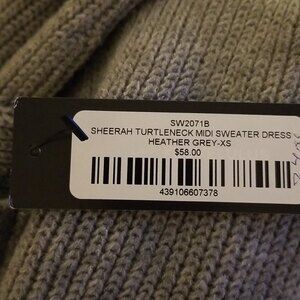 SW2071B
SHEERAH TURTLENECK MIDI SWEATER DRESS
HEATHER GREY-XS
$58.00
439106607378